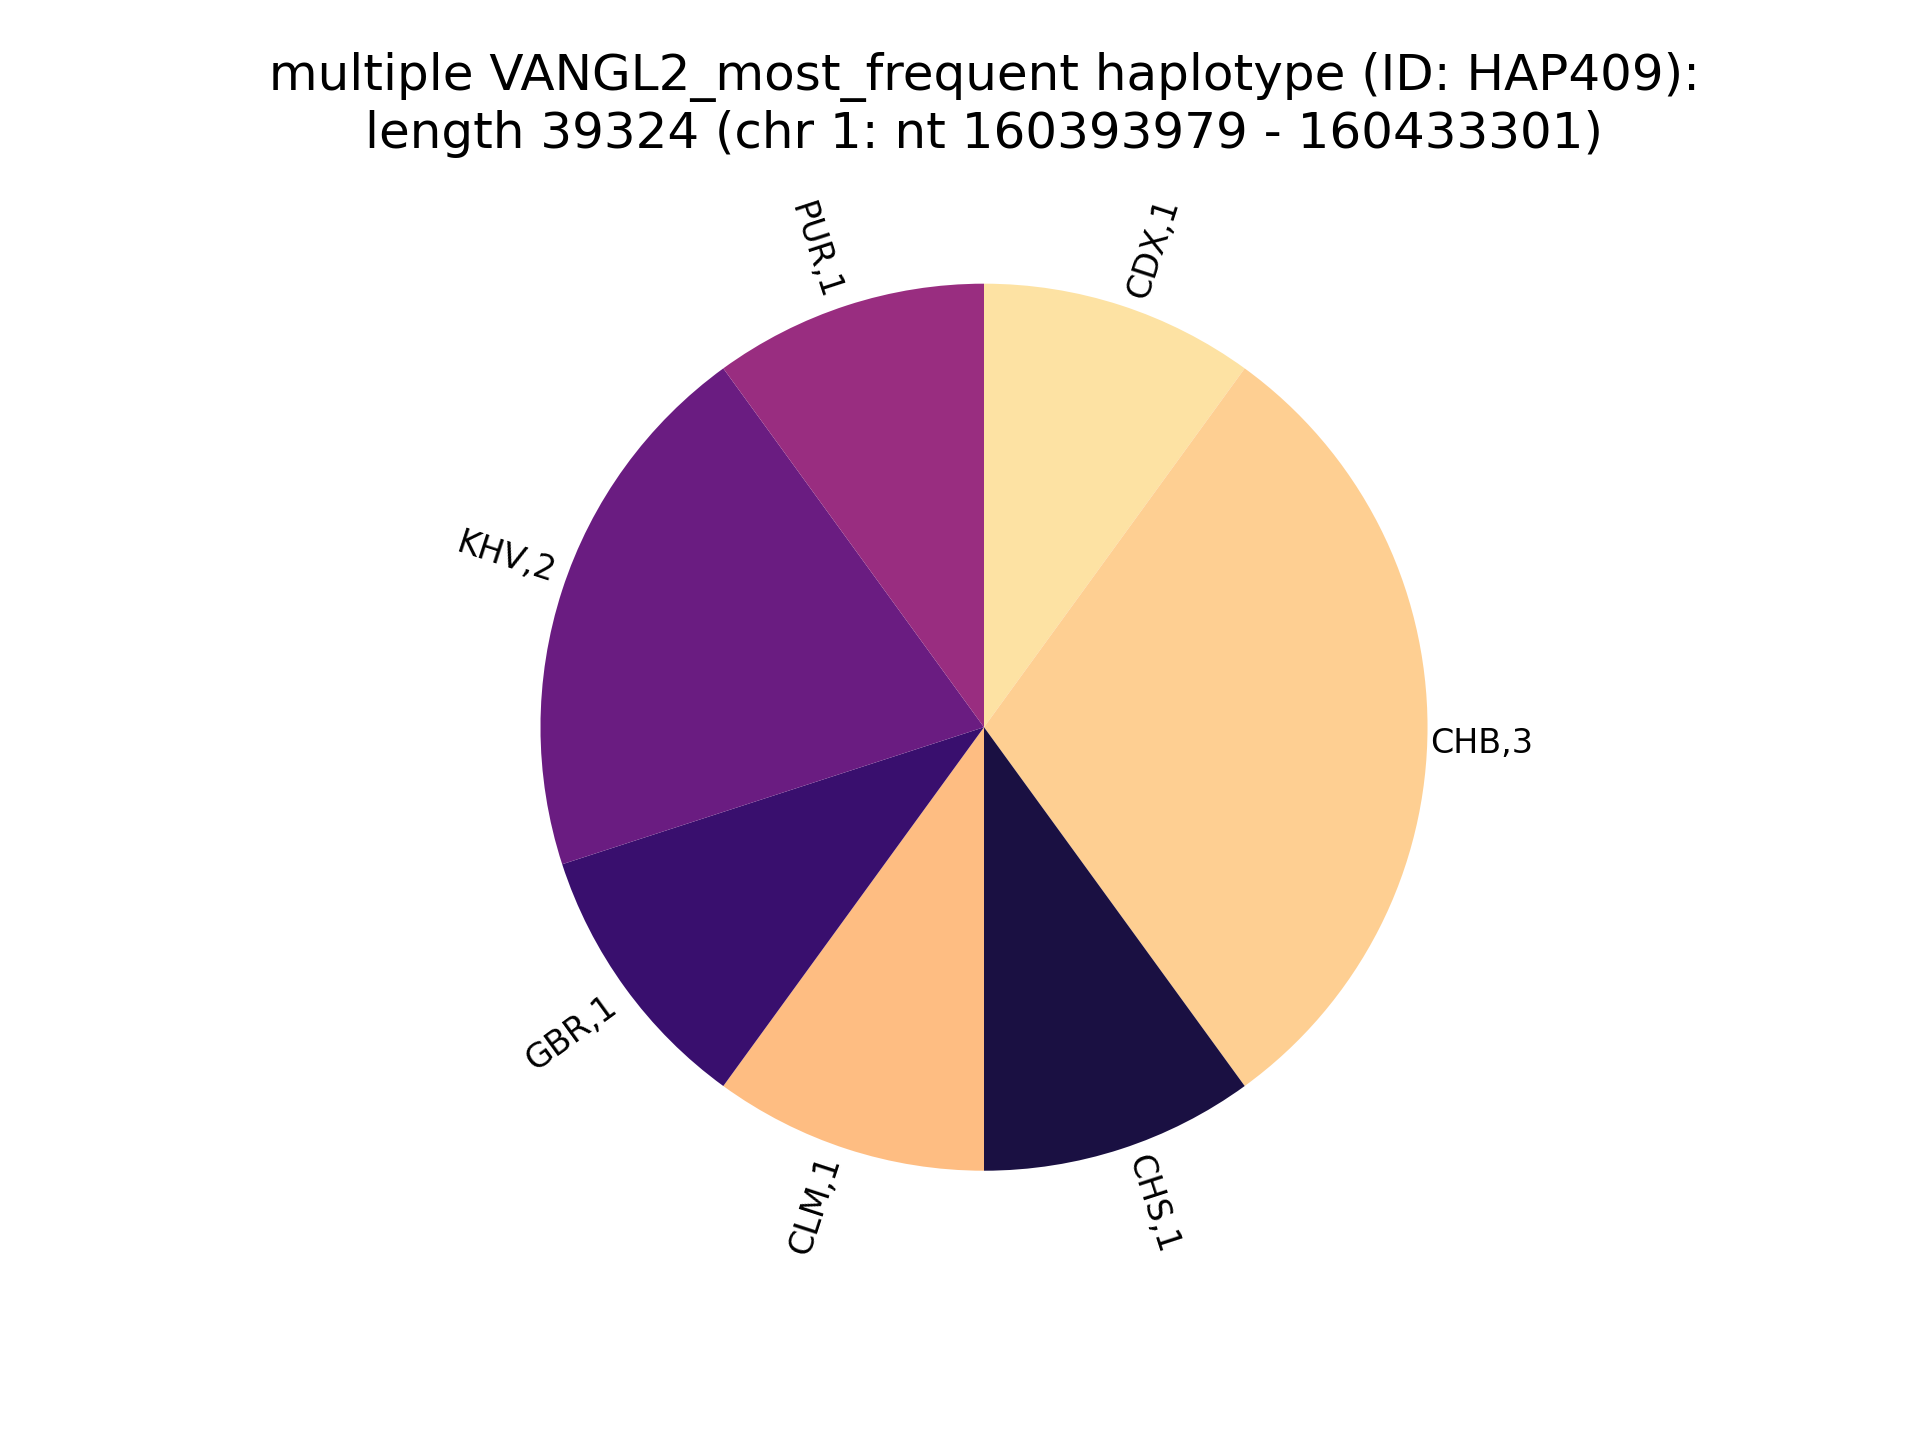 multiple VANGL2_most_frequent haplotype (ID: HAP409):
length 39324 (chr 1: nt 160393979 - 160433301)
PUR,1
CDX,1
KHV,2
CHB,3
GBR,1
CLM,1
CHS,1